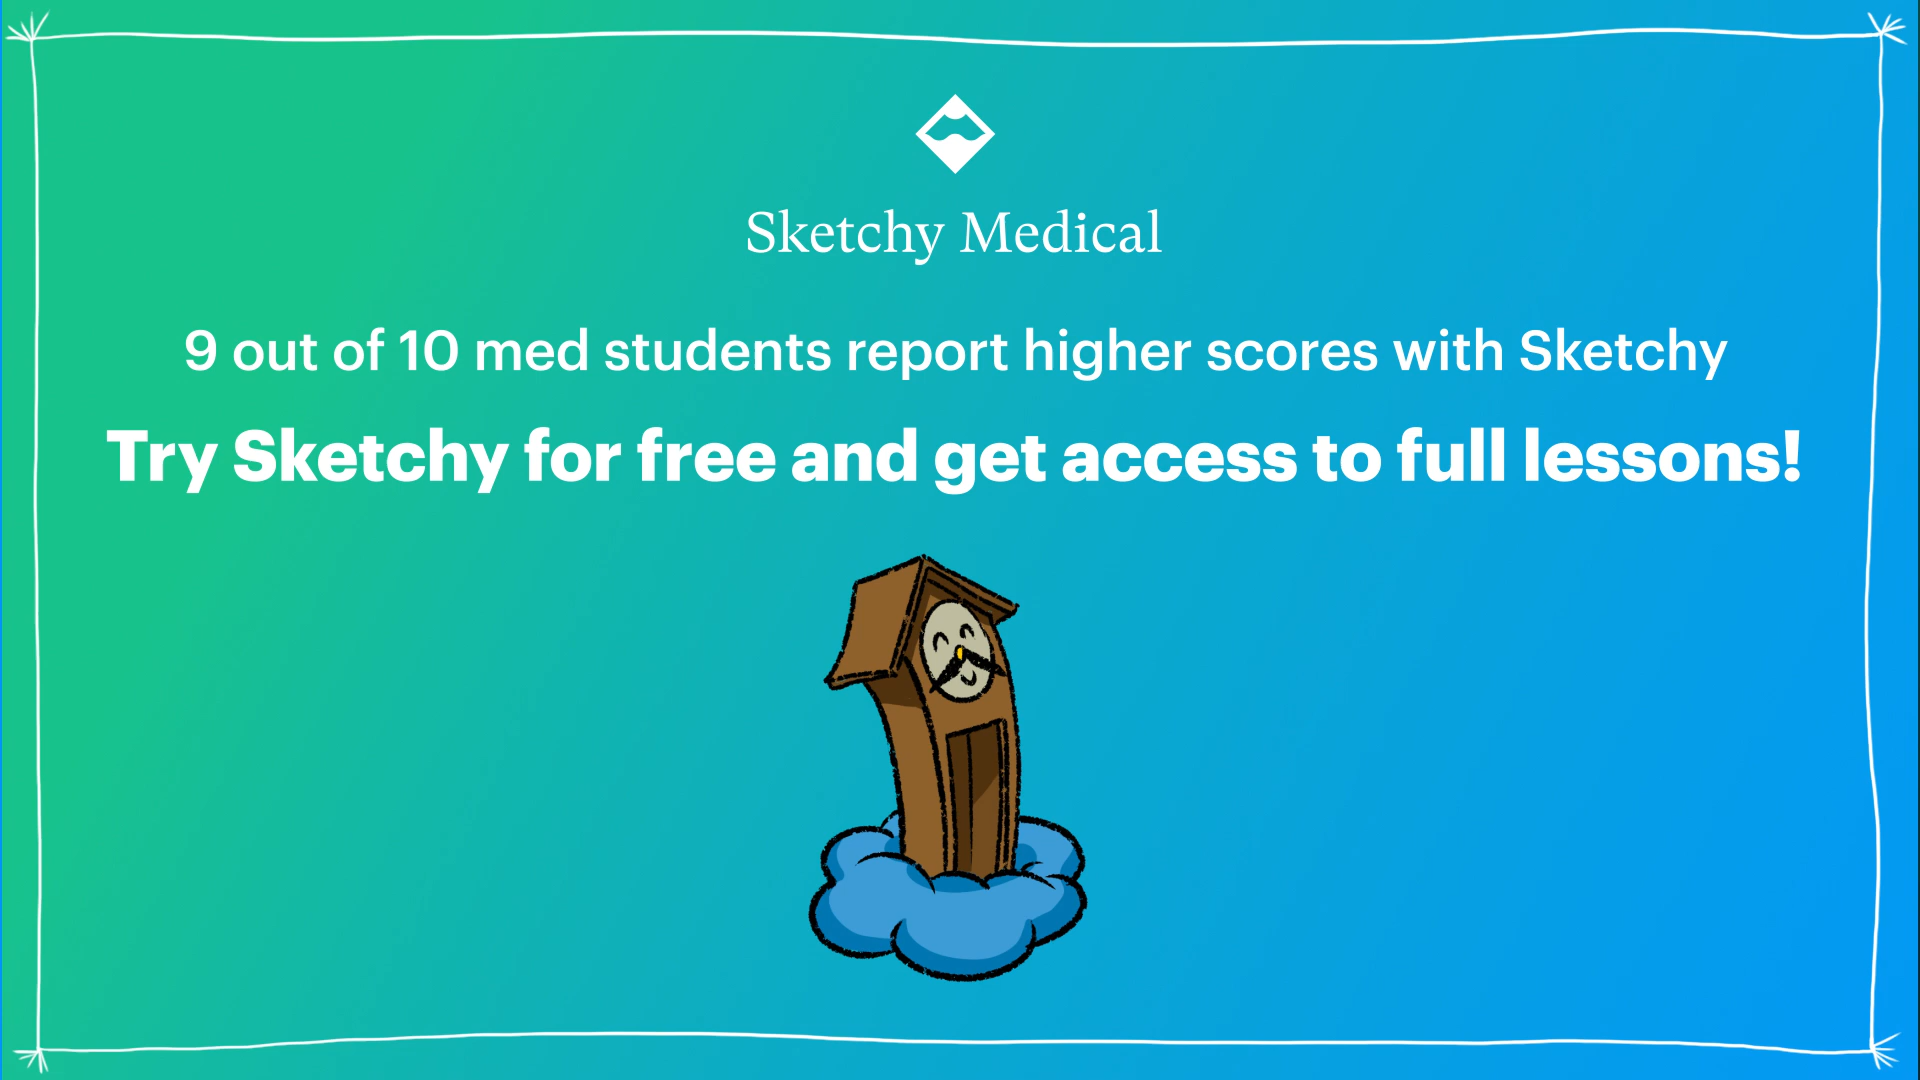 Sketchy Medical
9 out of 10 med students report higher scores with Sketchy
Try Sketchy for free and get access to full lessons!